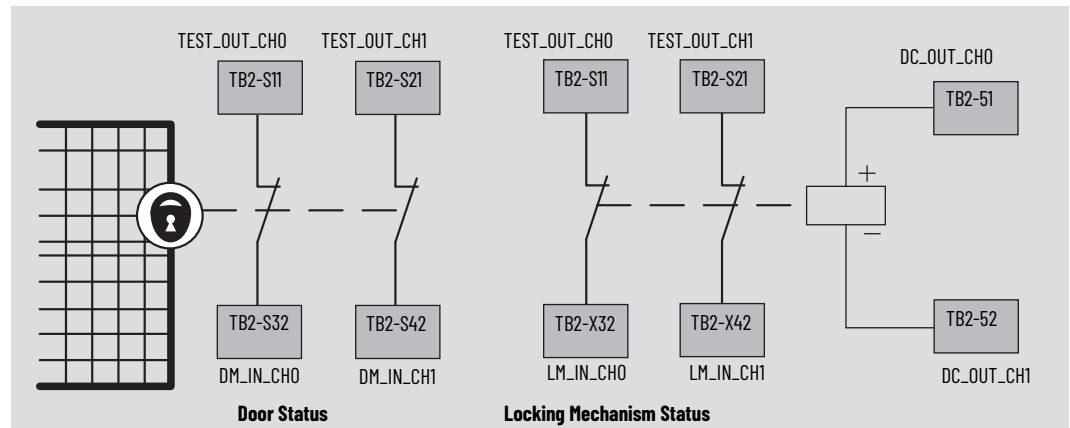 TEST_OUT_CH0 TEST_OUT_CH1 TEST_OUT_CH0 TEST_OUT_CH1
DC_OUT_CH0
TB2-S11 TB2-S21 TB2-S11 TB2-S21
TB2-51
+
−
TB2-S32 TB2-S42 TB2-X32 TB2-X42
TB2-52
DM_IN_CH0 DM_IN_CH1 LM_IN_CH0 LM_IN_CH1 DC_OUT_CH1
Door Status Locking Mechanism Status